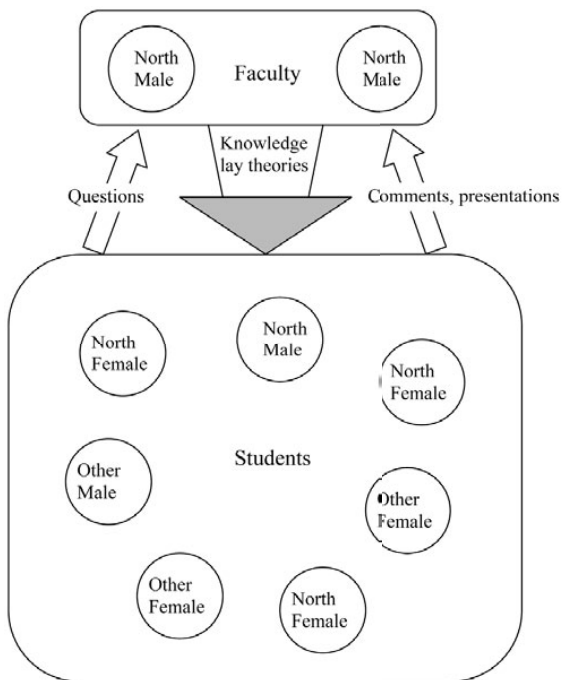 North
Male
Faculty
North
Male
Knowledge
lay theories
Questions
Comments, presentations
North
Female
North
Male
North
Female
Students
Other
Male
Other
Female
Other
Female
North
Female